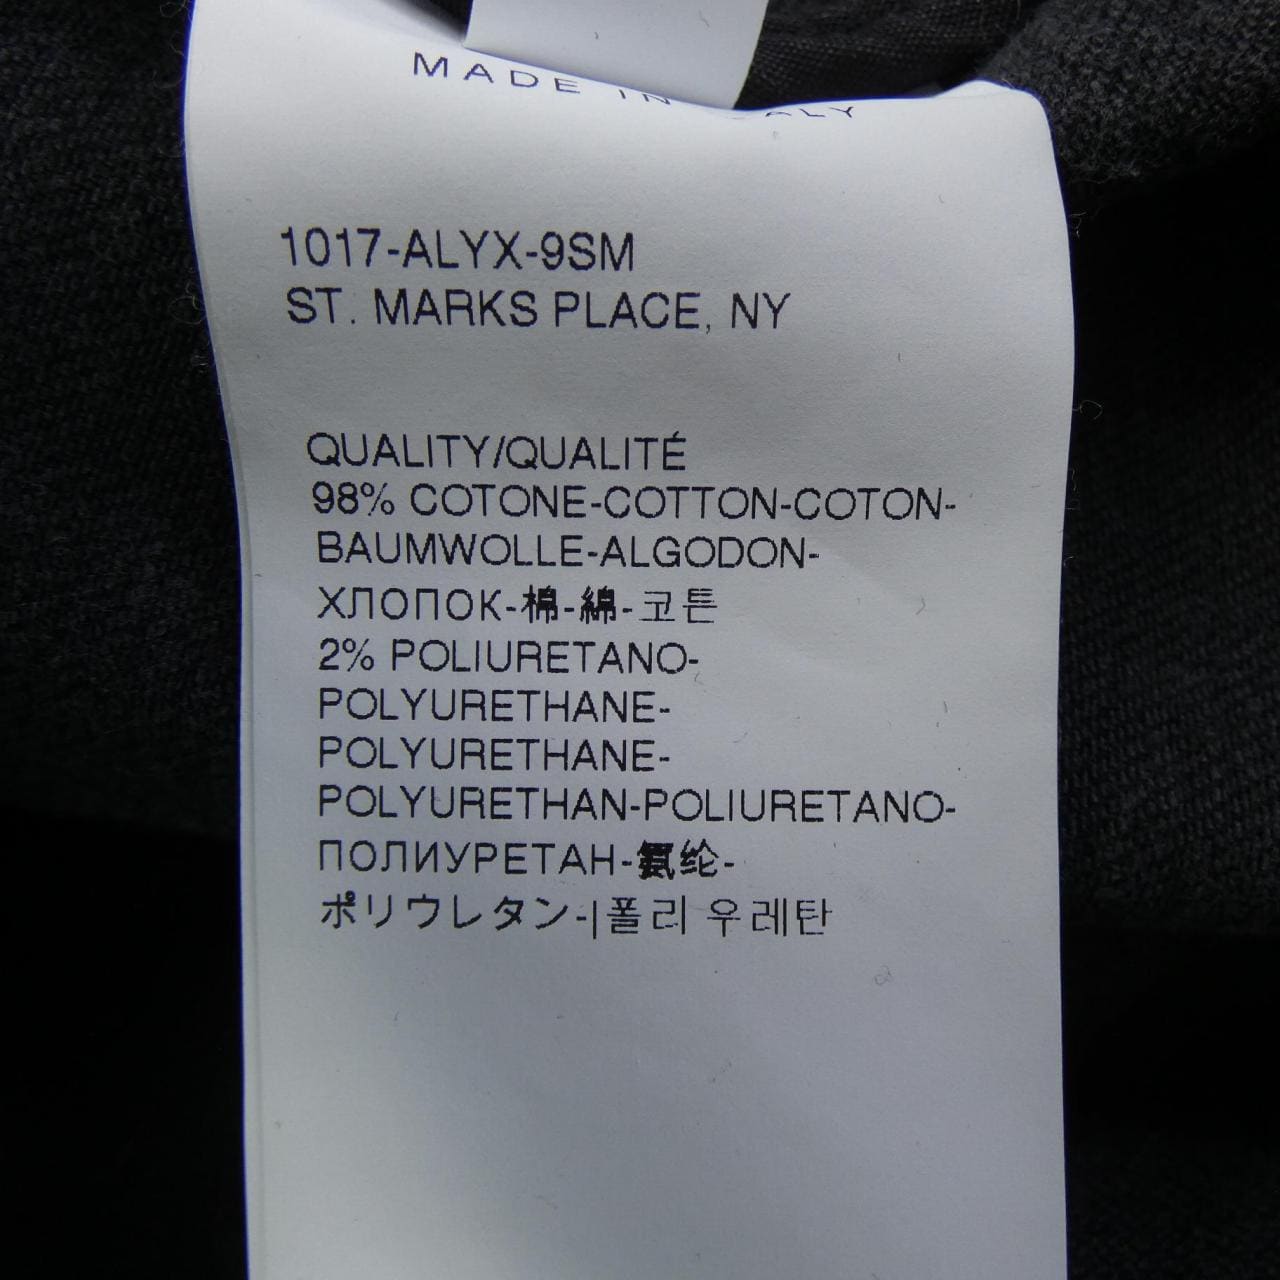 MADE IN ITALY
1017-ALYX-9SM
ST. MARKS PLACE, NY
QUALITY/QUALITÉ
98% COTONE-COTTON-COTON-
BAUMWOLLE-ALGODON-
ХЛОПОК-棉-綿-코튼
2% POLIURETANO-
POLYURETHANE-
POLYURETHANE-
POLYURETHAN-POLIURETANO-
ПОЛИУРЕТАН-氨纶-
ポリウレタン-|폴리 우레탄